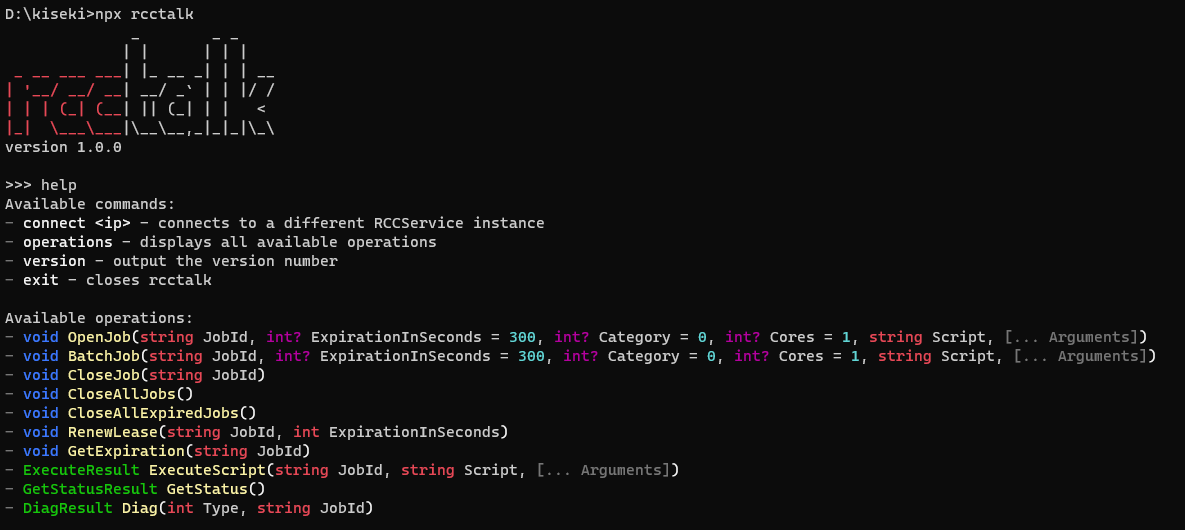 D:\kiseki>npx rcctalk
rcctalk
version 1.0.0
>>> help
Available commands:
- connect <ip> - connects to a different RCCService instance
- operations - displays all available operations
- version - output the version number
- exit - closes rcctalk
Available operations:
- void OpenJob(string JobId, int? ExpirationInSeconds = 300, int? Category = 0, int? Cores = 1, string Script, [... Arguments])
- void BatchJob(string JobId, int? ExpirationInSeconds = 300, int? Category = 0, int? Cores = 1, string Script, [... Arguments])
- void CloseJob(string JobId)
- void CloseAllJobs()
- void CloseAllExpiredJobs()
- void RenewLease(string JobId, int ExpirationInSeconds)
- void GetExpiration(string JobId)
- ExecuteResult ExecuteScript(string JobId, string Script, [... Arguments])
- GetStatusResult GetStatus()
- DiagResult Diag(int Type, string JobId)